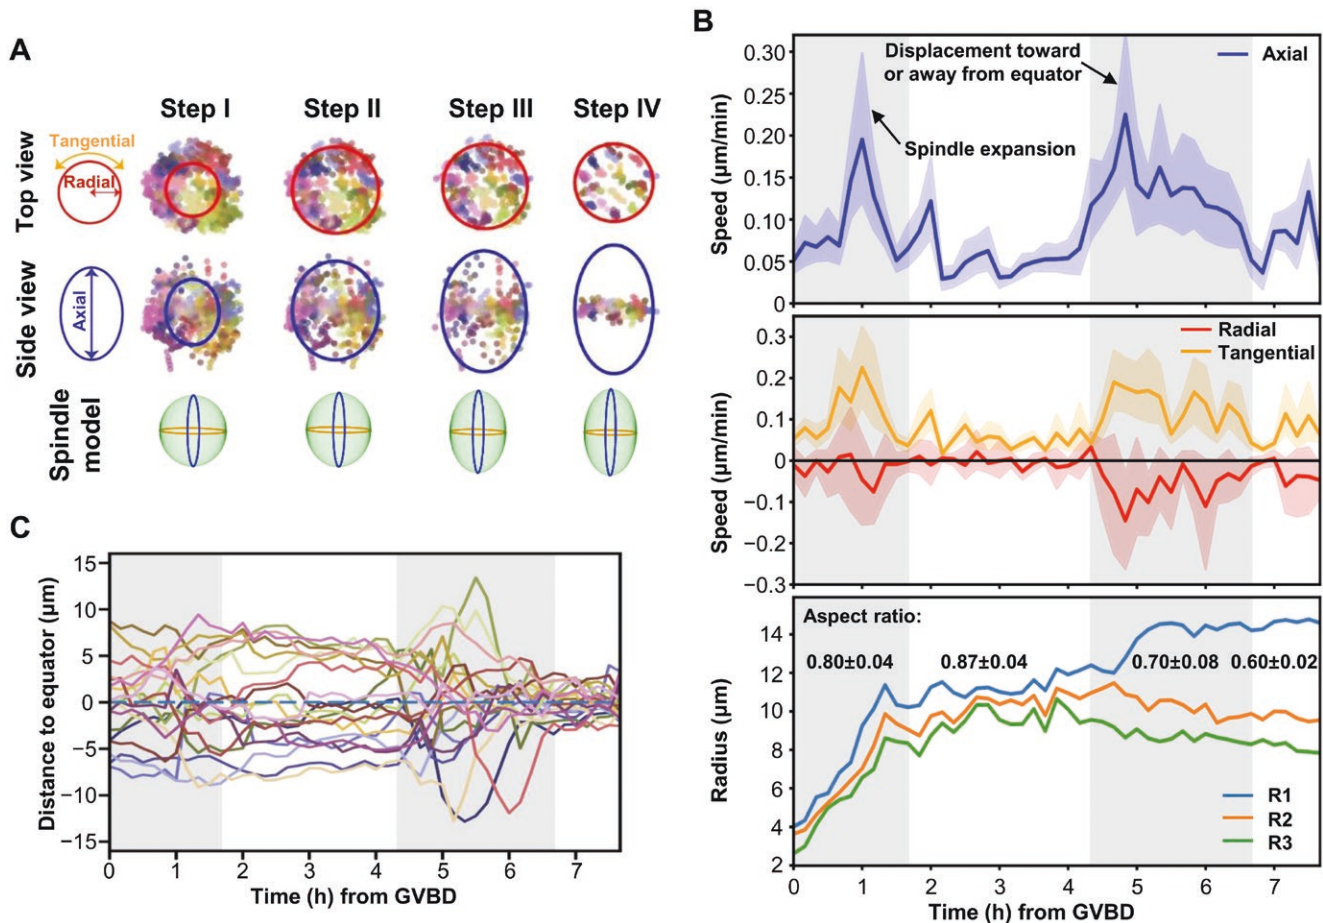 A
Step I
Step II
Step III
Step IV
Top view
Tangential
Radial
Side view
Axial
Spindle
model
B
Speed (µm/min)
0.30
0.25
0.20
0.15
0.10
0.05
0
Displacement toward
or away from equator
Spindle expansion
Axial
Speed (µm/min)
0.3
0.2
0.1
0
−0.1
−0.2
−0.3
Radial
Tangential
Radius (µm)
14
12
10
8
6
4
2
Aspect ratio:
0.80±0.04
0.87±0.04
0.70±0.08
0.60±0.02
R1
R2
R3
0 1 2 3 4 5 6 7
Time (h) from GVBD
C
Distance to equator (µm)
15
10
5
0
−5
−10
−15
0 1 2 3 4 5 6 7
Time (h) from GVBD